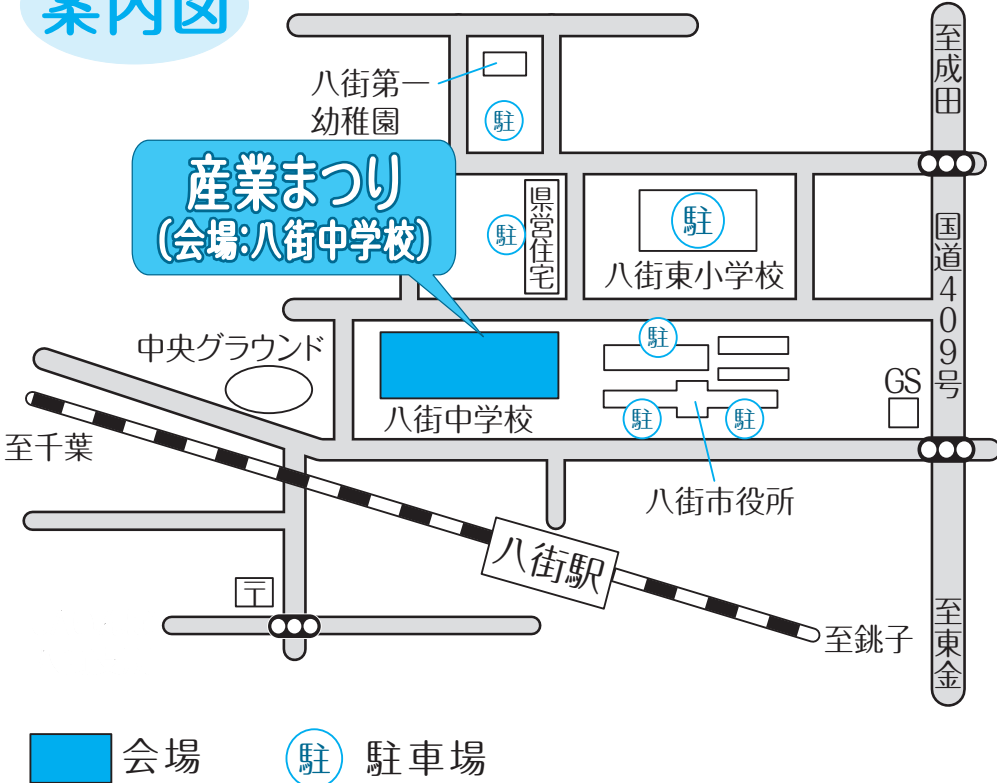 案内図
八街第一
幼稚園
駐
至成田
産業まつり
(会場:八街中学校)
駐
県営住宅
駐
八街東小学校
国道409号
中央グラウンド
駐
GS
八街中学校
駐
駐
至千葉
八街市役所
八街駅
〒
至銚子
至東金
会場
駐 駐車場